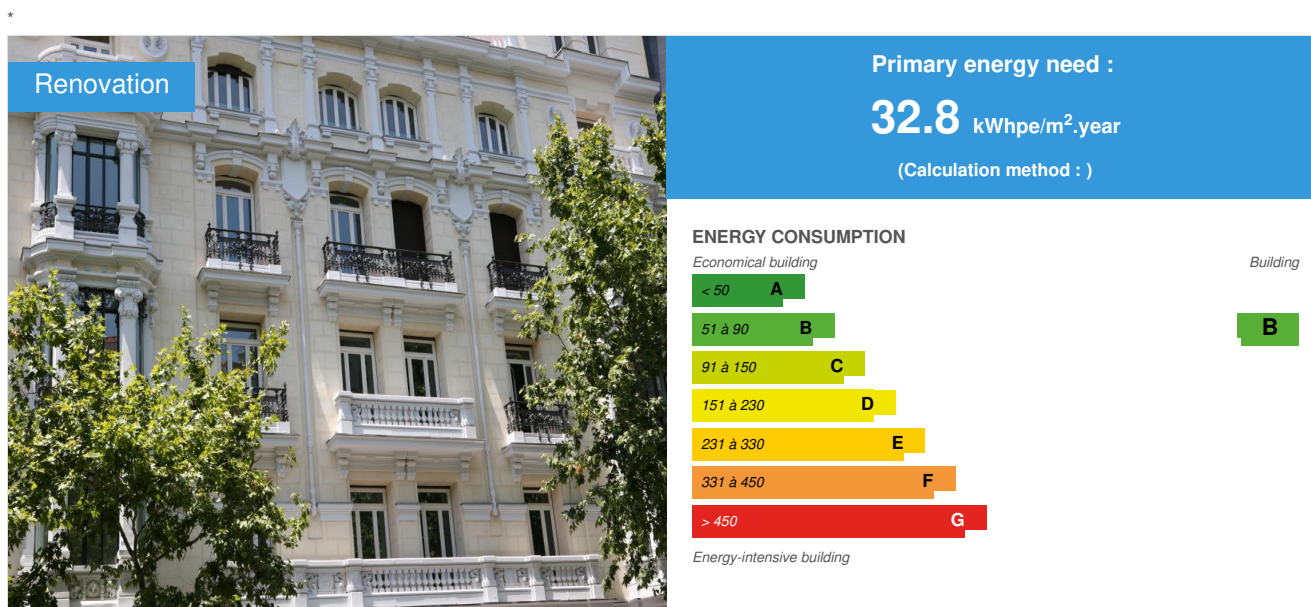 *
Renovation
Primary energy need :
32.8 kWhpe/m².year
(Calculation method : )
ENERGY CONSUMPTION
Economical building
Building
< 50 A
51 à 90 B
B
91 à 150 C
151 à 230 D
231 à 330 E
331 à 450 F
> 450 G
Energy-intensive building